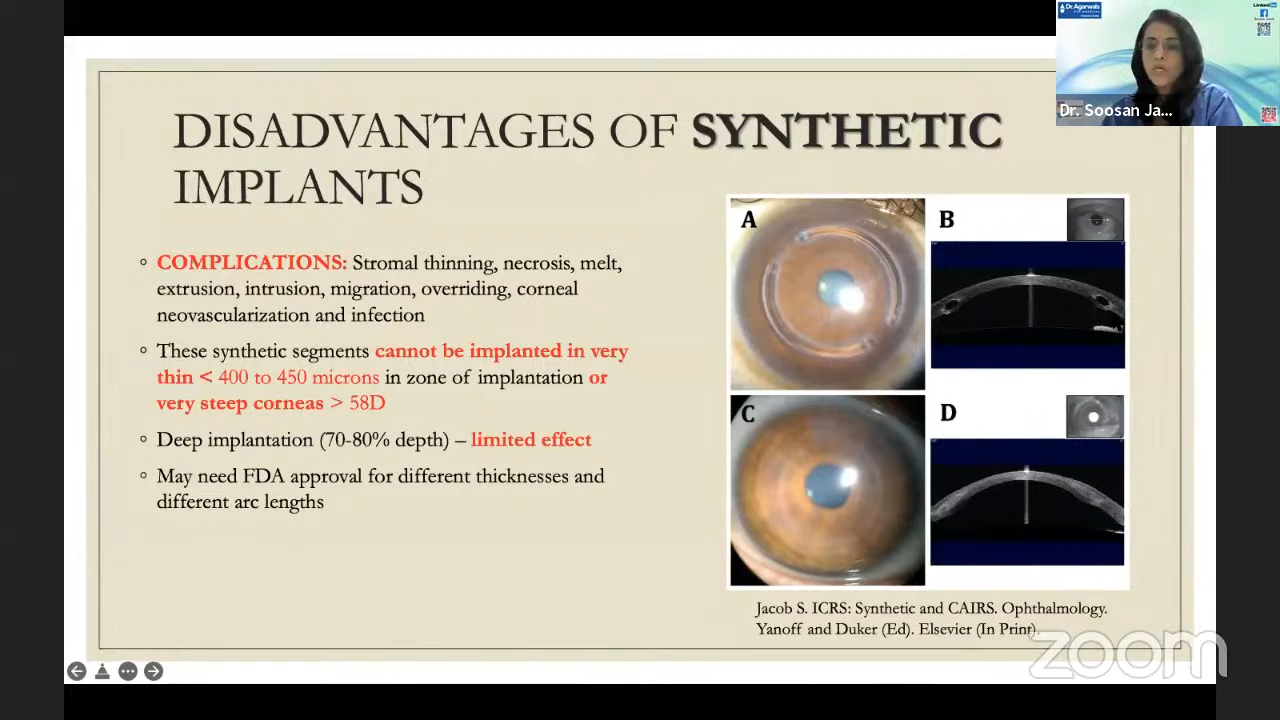 DISADVANTAGES OF SYNTHETIC
IMPLANTS
COMPLICATIONS: Stromal thinning, necrosis, melt,
extrusion, intrusion, migration, overriding, corneal
neovascularization and infection
These synthetic segments cannot be implanted in very
thin < 400 to 450 microns in zone of implantation or
very steep corneas > 58D
Deep implantation (70-80% depth) – limited effect
May need FDA approval for different thicknesses and
different arc lengths
A
B
C
D
Jacob S. ICRS: Synthetic and CAIRS. Ophthalmology.
Yanoff and Duker (Ed). Elsevier (In Print).
Dr Agarwals
LinkedIn
Dr. Soosan Ja...
zoom